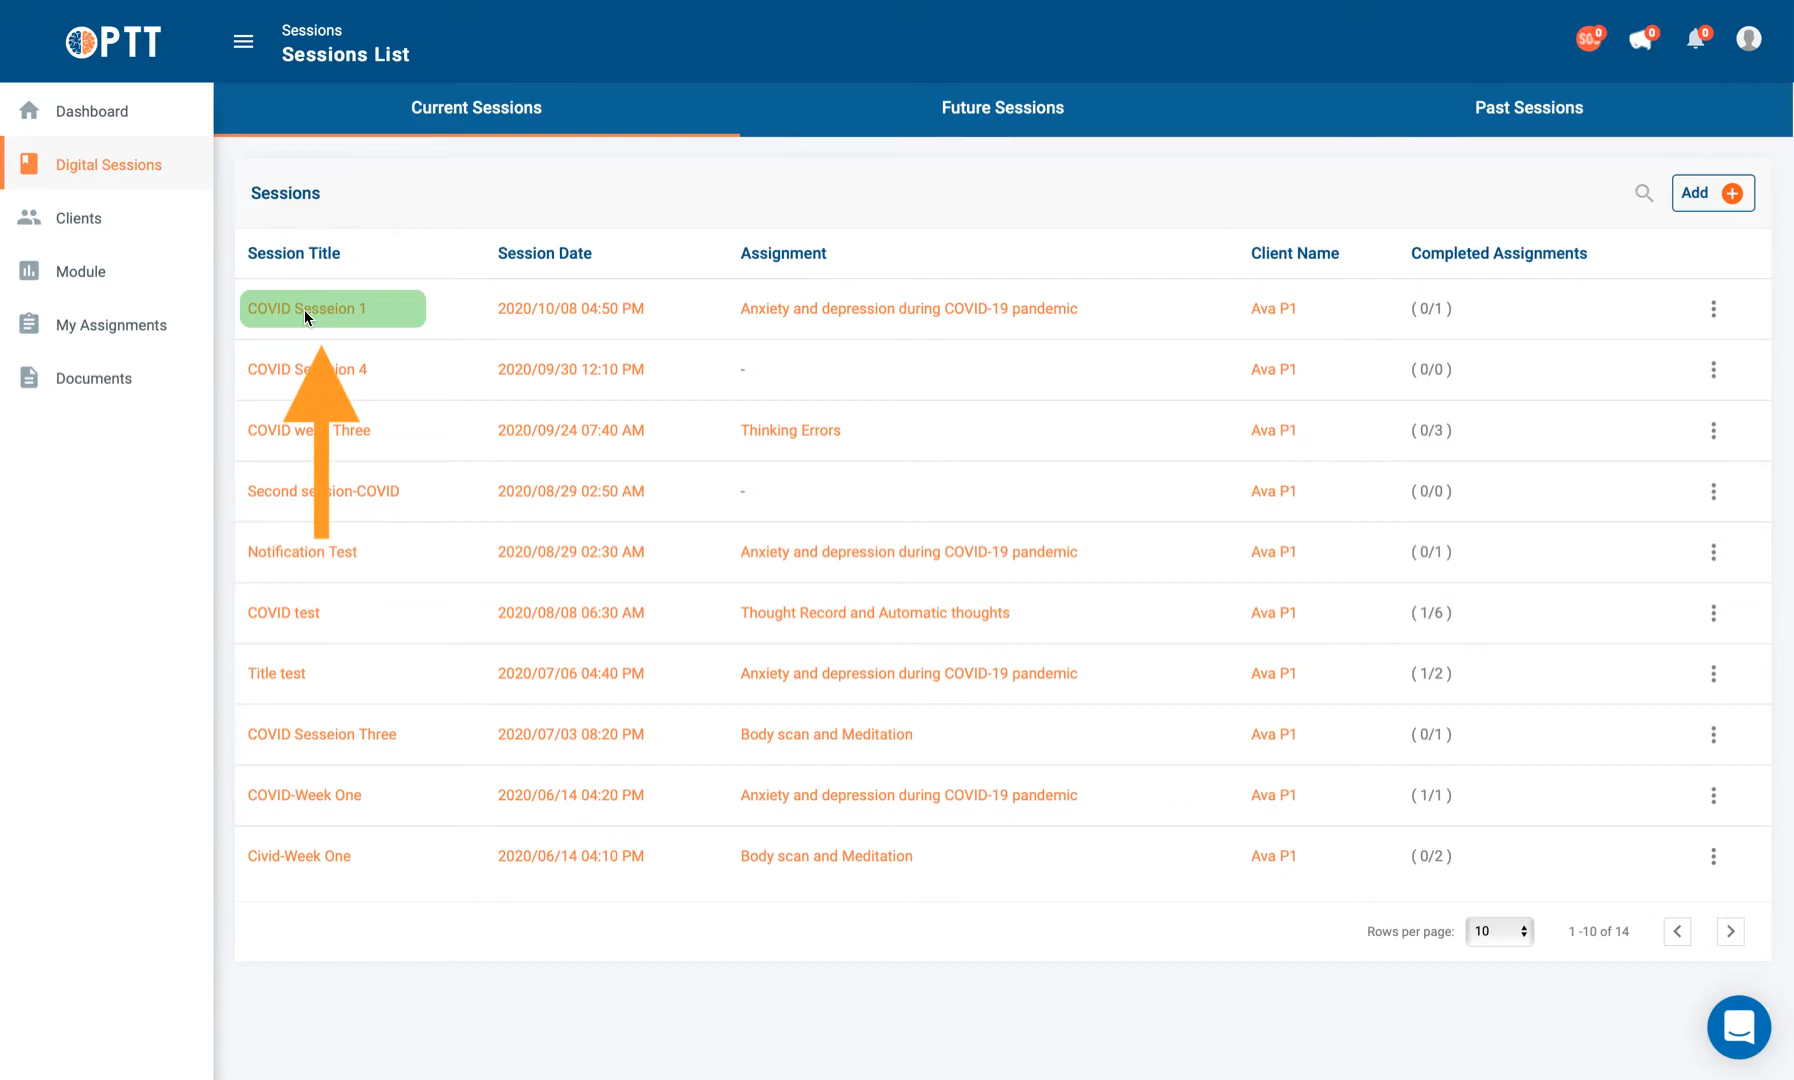 OPTT
Sessions
Sessions List
SOS 0
0
0
Dashboard
Digital Sessions
Clients
Module
My Assignments
Documents
Current Sessions Future Sessions Past Sessions
Sessions
Add
Session Title Session Date Assignment Client Name Completed Assignments
COVID Sesseion 1 2020/10/08 04:50 PM Anxiety and depression during COVID-19 pandemic Ava P1 ( 0/1 )
COVID 4 2020/09/30 12:10 PM - Ava P1 ( 0/0 )
COVID Three 2020/09/24 07:40 AM Thinking Errors Ava P1 ( 0/3 )
Second session-COVID 2020/08/29 02:50 AM - Ava P1 ( 0/0 )
Notification Test 2020/08/29 02:30 AM Anxiety and depression during COVID-19 pandemic Ava P1 ( 0/1 )
COVID test 2020/08/08 06:30 AM Thought Record and Automatic thoughts Ava P1 ( 1/6 )
Title test 2020/07/06 04:40 PM Anxiety and depression during COVID-19 pandemic Ava P1 ( 1/2 )
COVID Sesseion Three 2020/07/03 08:20 PM Body scan and Meditation Ava P1 ( 0/1 )
COVID-Week One 2020/06/14 04:20 PM Anxiety and depression during COVID-19 pandemic Ava P1 ( 1/1 )
Civid-Week One 2020/06/14 04:10 PM Body scan and Meditation Ava P1 ( 0/2 )
Rows per page: 10 1 -10 of 14